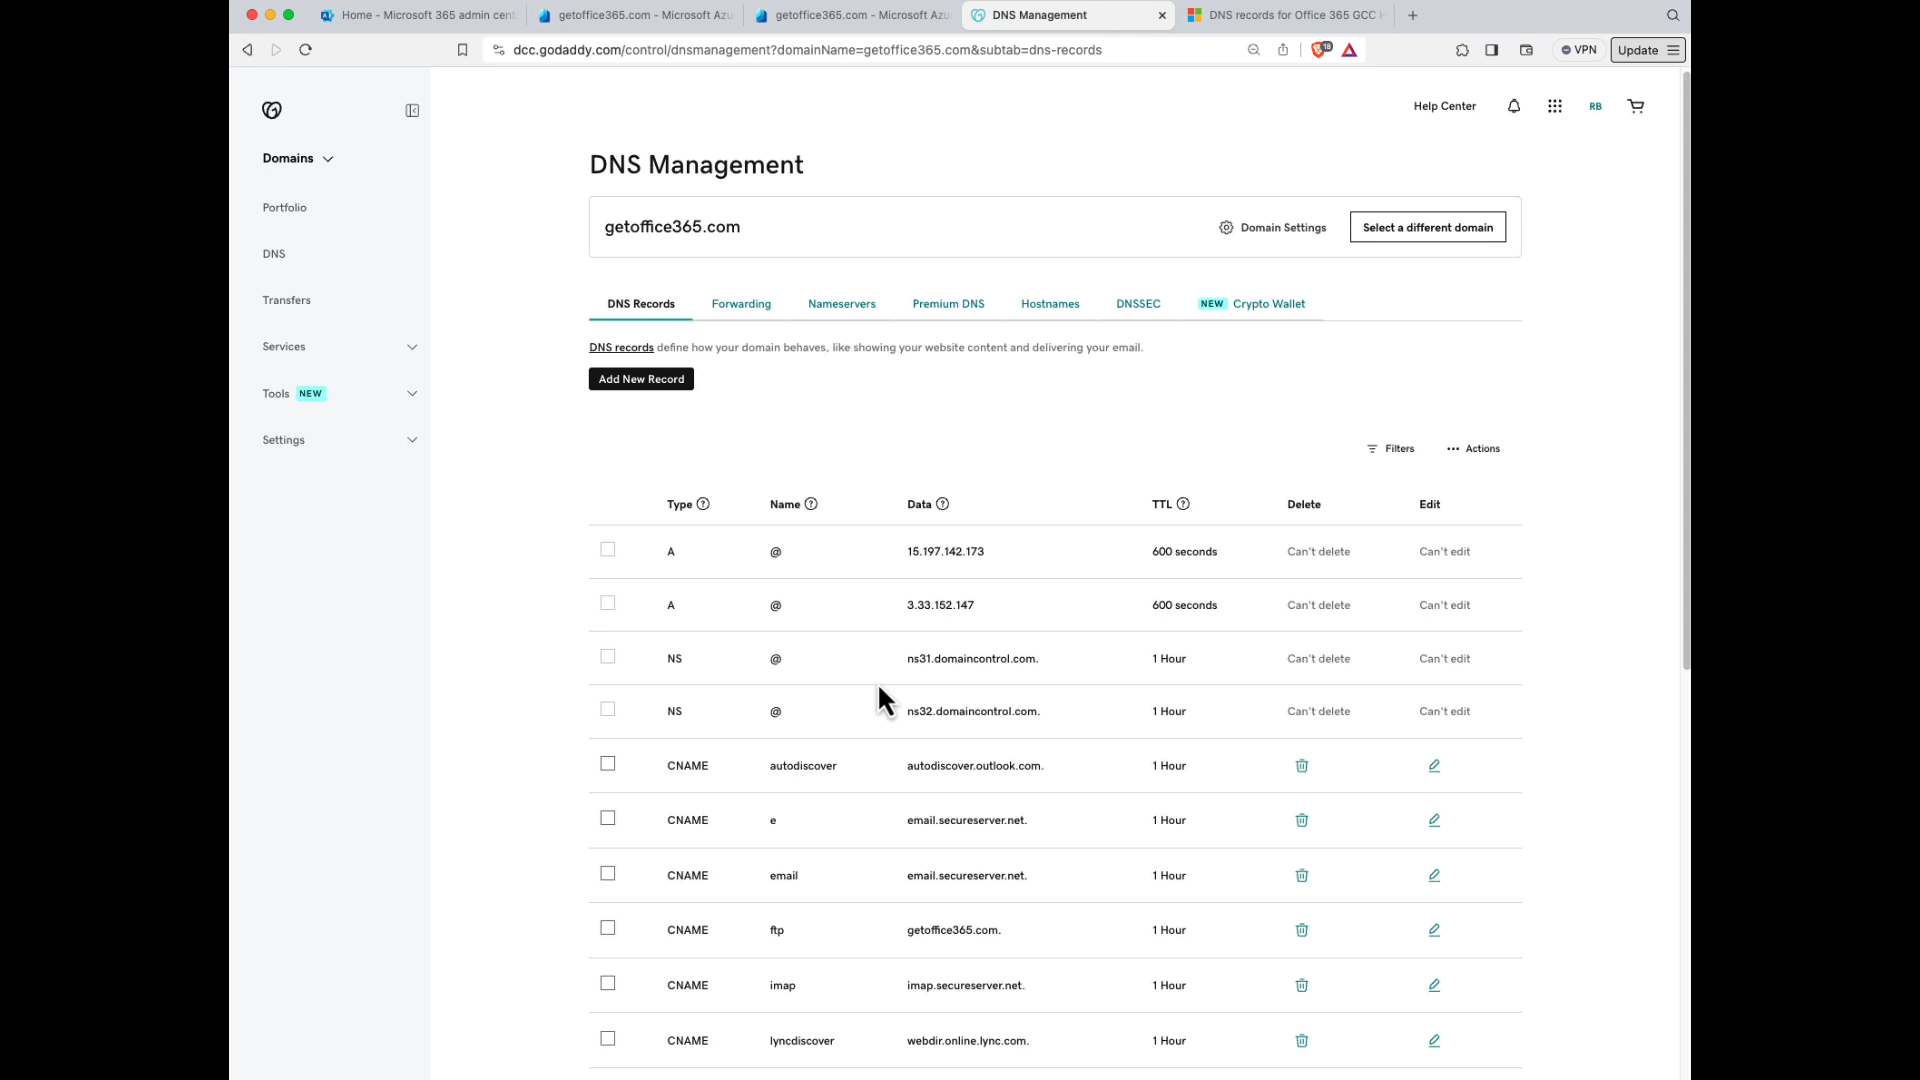 Home - Microsoft 365 admin cent
getoffice365.com - Microsoft Azu
getoffice365.com - Microsoft Azu
DNS Management
DNS records for Office 365 GCC H
dcc.godaddy.com/control/dnsmanagement?domainName=getoffice365.com&subtab=dns-records
18
VPN
Update
Help Center
RB
Domains
Portfolio
DNS
Transfers
Services
Tools NEW
Settings
DNS Management
getoffice365.com
Domain Settings
Select a different domain
DNS Records Forwarding Nameservers Premium DNS Hostnames DNSSEC NEW Crypto Wallet
DNS records define how your domain behaves, like showing your website content and delivering your email.
Add New Record
Filters ••• Actions
Type ? Name ? Data ? TTL ? Delete Edit
A @ 15.197.142.173 600 seconds Can't delete Can't edit
A @ 3.33.152.147 600 seconds Can't delete Can't edit
NS @ ns31.domaincontrol.com. 1 Hour Can't delete Can't edit
NS @ ns32.domaincontrol.com. 1 Hour Can't delete Can't edit
CNAME autodiscover autodiscover.outlook.com. 1 Hour
CNAME e email.secureserver.net. 1 Hour
CNAME email email.secureserver.net. 1 Hour
CNAME ftp getoffice365.com. 1 Hour
CNAME imap imap.secureserver.net. 1 Hour
CNAME lyncdiscover webdir.online.lync.com. 1 Hour